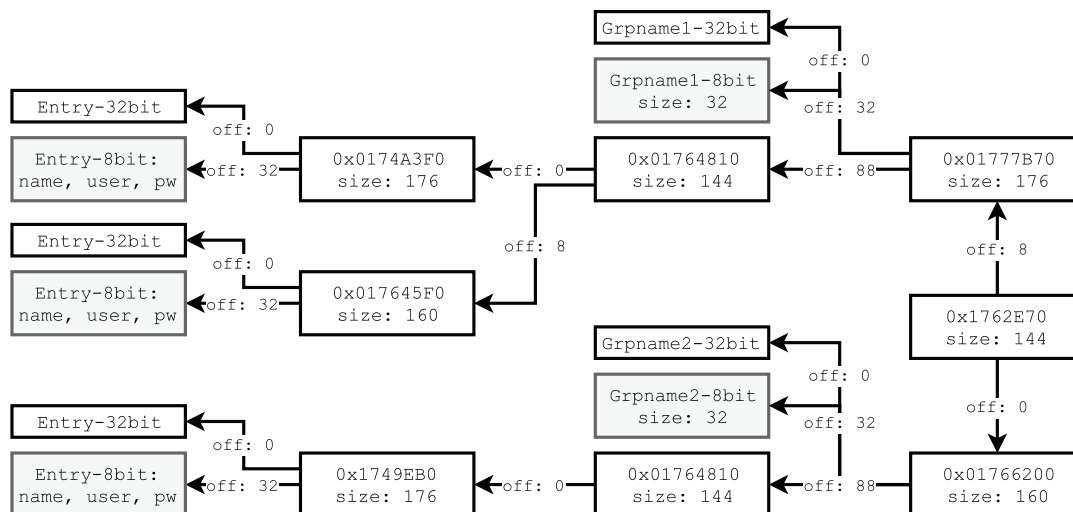 Grpname1-32bit
off: 0
Grpname1-8bit
size: 32
off: 32
Entry-32bit
off: 0
Entry-8bit:
name, user, pw
off: 32
0x0174A3F0
size: 176
off: 0
0x01764810
size: 144
off: 88
0x01777B70
size: 176
Entry-32bit
off: 0
off: 8
off: 8
Entry-8bit:
name, user, pw
off: 32
0x017645F0
size: 160
0x1762E70
size: 144
Grpname2-32bit
off: 0
Grpname2-8bit
size: 32
off: 32
off: 0
Entry-32bit
off: 0
Entry-8bit:
name, user, pw
off: 32
0x1749EB0
size: 176
off: 0
0x01764810
size: 144
off: 88
0x01766200
size: 160